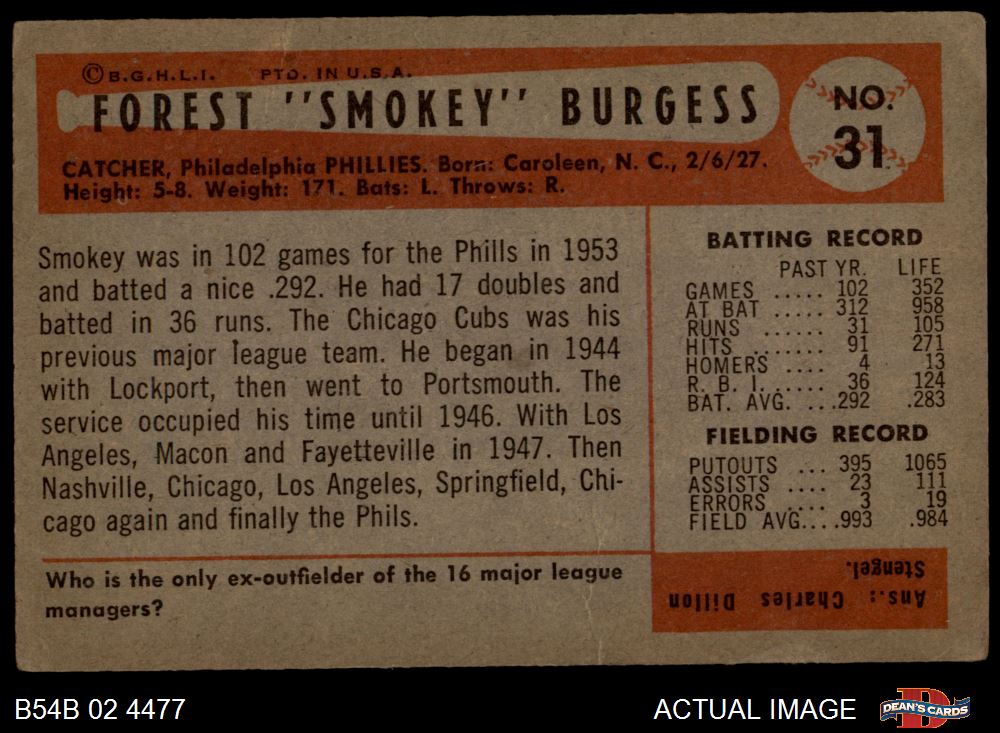 ©B.G.H.L.I. PTD. IN U.S.A.
FOREST "SMOKEY" BURGESS
NO.
31
CATCHER, Philadelphia PHILLIES. Born: Caroleen, N. C., 2/6/27.
Height: 5-8. Weight: 171. Bats: L. Throws: R.
Smokey was in 102 games for the Phills in 1953
and batted a nice .292. He had 17 doubles and
batted in 36 runs. The Chicago Cubs was his
previous major league team. He began in 1944
with Lockport, then went to Portsmouth. The
service occupied his time until 1946. With Los
Angeles, Macon and Fayetteville in 1947. Then
Nashville, Chicago, Los Angeles, Springfield, Chi-
cago again and finally the Phils.
Who is the only ex-outfielder of the 16 major league
managers?
BATTING RECORD
PAST YR. LIFE
GAMES ..... 102 352
AT BAT ..... 312 958
RUNS ...... 31 105
HITS ....... 91 271
HOMERS .... 4 13
R. B. I. ..... 36 124
BAT. AVG. ...292 .283
FIELDING RECORD
PUTOUTS ... 395 1065
ASSISTS .... 23 111
ERRORS .... 3 19
FIELD AVG....993 .984
Ans.: Charles Dillon
Stengel.
B54B 02 4477
ACTUAL IMAGE
DEAN'S CARDS